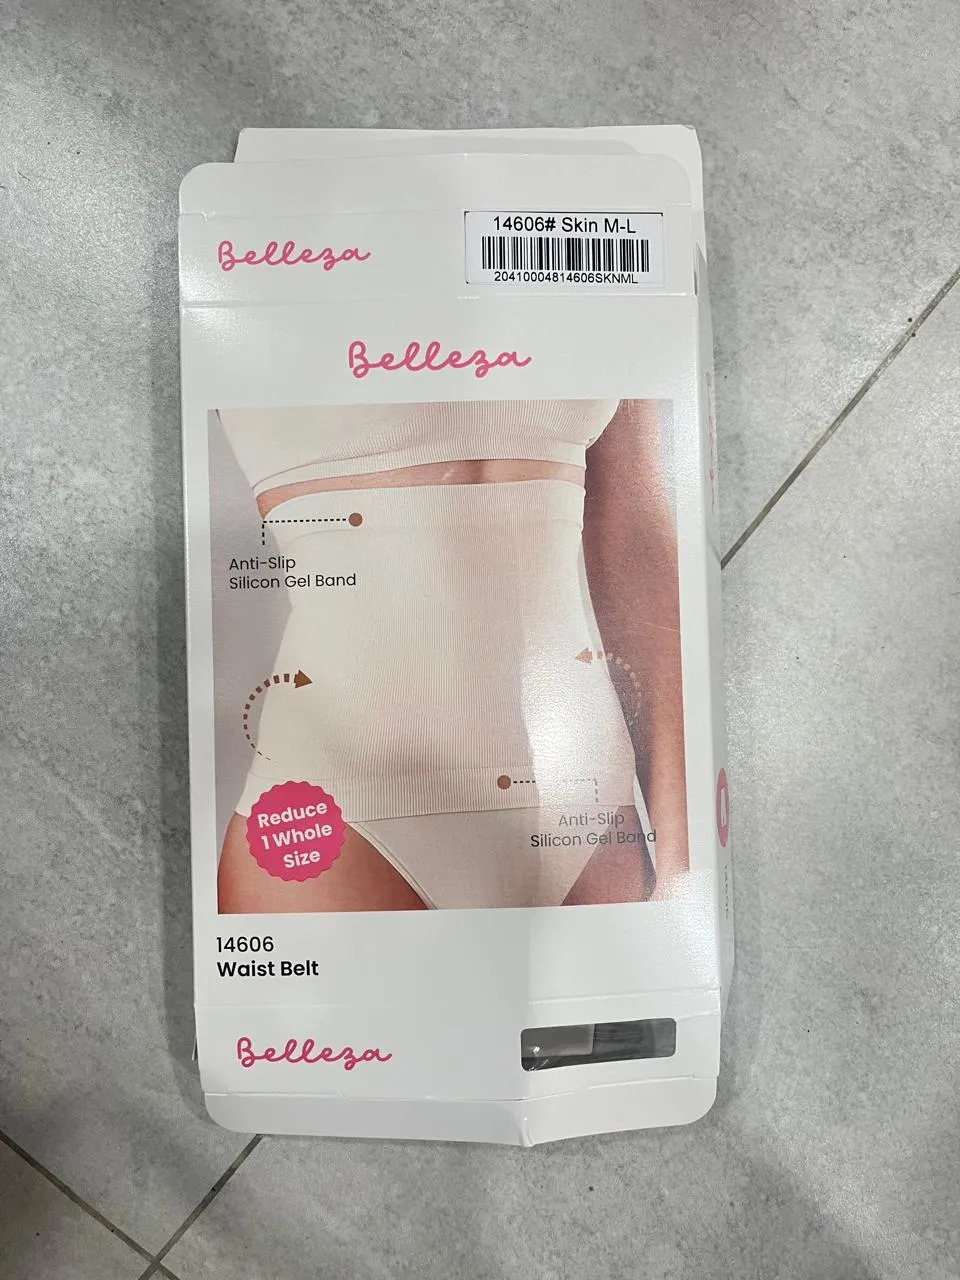 Belleza
14606# Skin M-L
20410004814606SKNML
Belleza
Anti-Slip
Silicon Gel Band
Anti-Slip
Silicon Gel Band
Reduce
1 Whole
Size
14606
Waist Belt
Belleza